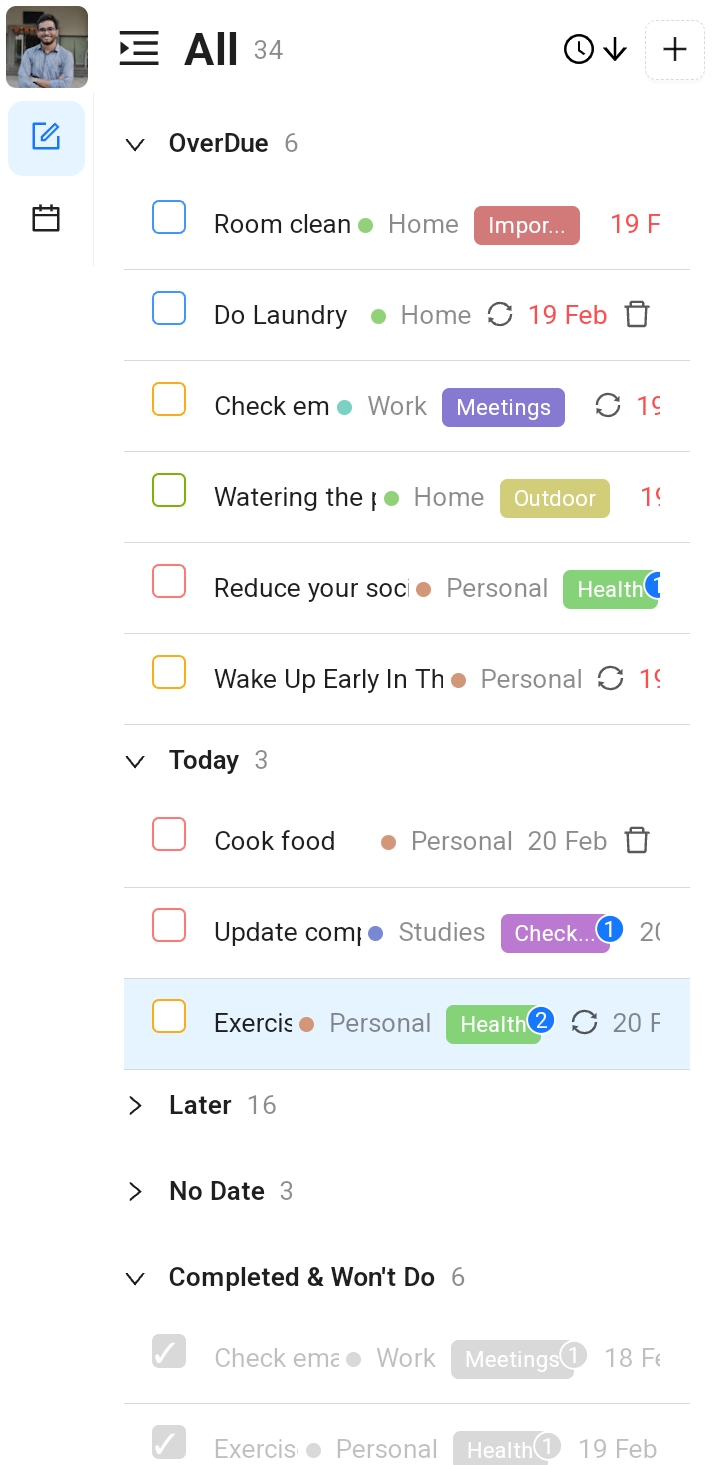 All 34
OverDue 6
Room clean Home Impor... 19 F
Do Laundry Home 19 Feb
Check em Work Meetings 19
Watering the Home Outdoor 19
Reduce your soci Personal Health 1
Wake Up Early In Th Personal 19
Today 3
Cook food Personal 20 Feb
Update comp Studies Check... 1 20
Exercis Personal Health 2 20 F
Later 16
No Date 3
Completed & Won't Do 6
Check ema Work Meetings 1 18 Fe
Exercis Personal Health 1 19 Feb